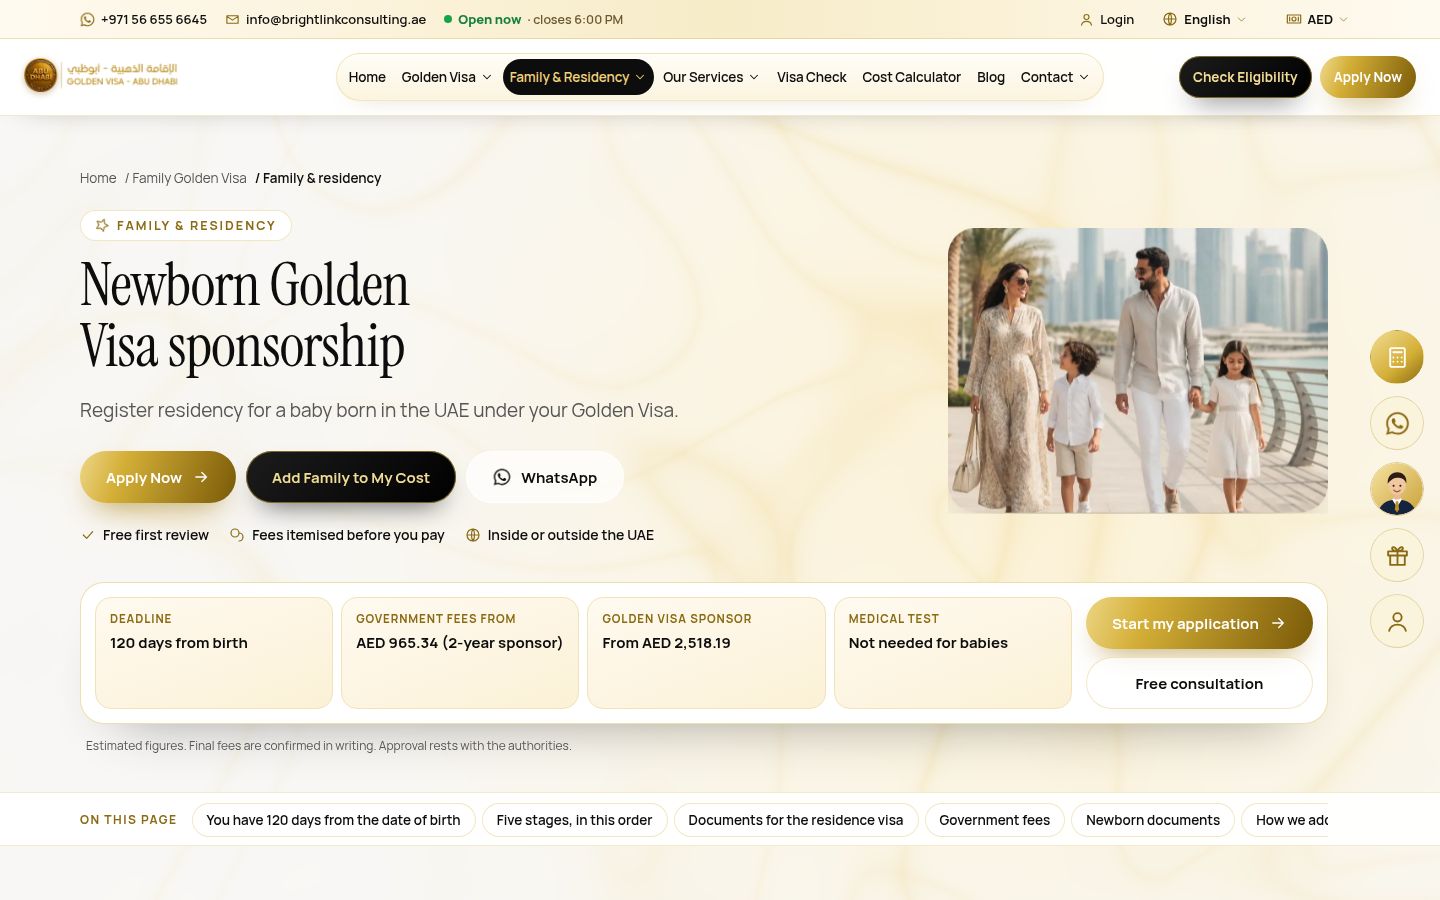 +971 56 655 6645
info@brightlinkconsulting.ae
Open now · closes 6:00 PM
Login
English
AED
ABU DHABI
الإقامة الذهبية - أبوظبي
GOLDEN VISA - ABU DHABI
Home
Golden Visa
Family & Residency
Our Services
Visa Check
Cost Calculator
Blog
Contact
Check Eligibility
Apply Now
Home / Family Golden Visa / Family & residency
FAMILY & RESIDENCY
Newborn Golden
Visa sponsorship
Register residency for a baby born in the UAE under your Golden Visa.
Apply Now
Add Family to My Cost
WhatsApp
Free first review
Fees itemised before you pay
Inside or outside the UAE
DEADLINE
120 days from birth
GOVERNMENT FEES FROM
AED 965.34 (2-year sponsor)
GOLDEN VISA SPONSOR
From AED 2,518.19
MEDICAL TEST
Not needed for babies
Start my application
Free consultation
Estimated figures. Final fees are confirmed in writing. Approval rests with the authorities.
ON THIS PAGE
You have 120 days from the date of birth
Five stages, in this order
Documents for the residence visa
Government fees
Newborn documents
How we